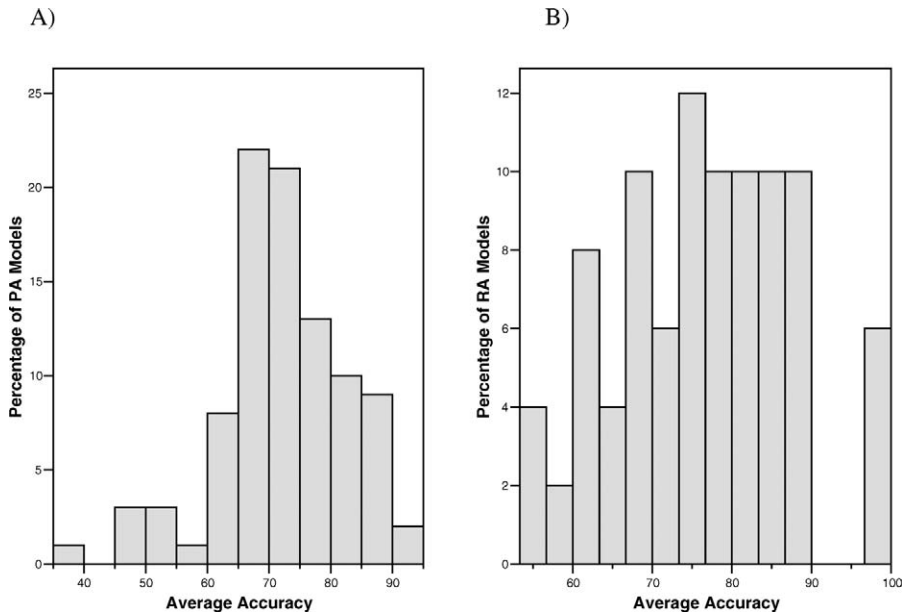 A)
B)
25
20
15
10
5
0
Percentage of PA Models
40 50 60 70 80 90
Average Accuracy
12
10
8
6
4
2
0
Percentage of RA Models
60 70 80 90 100
Average Accuracy